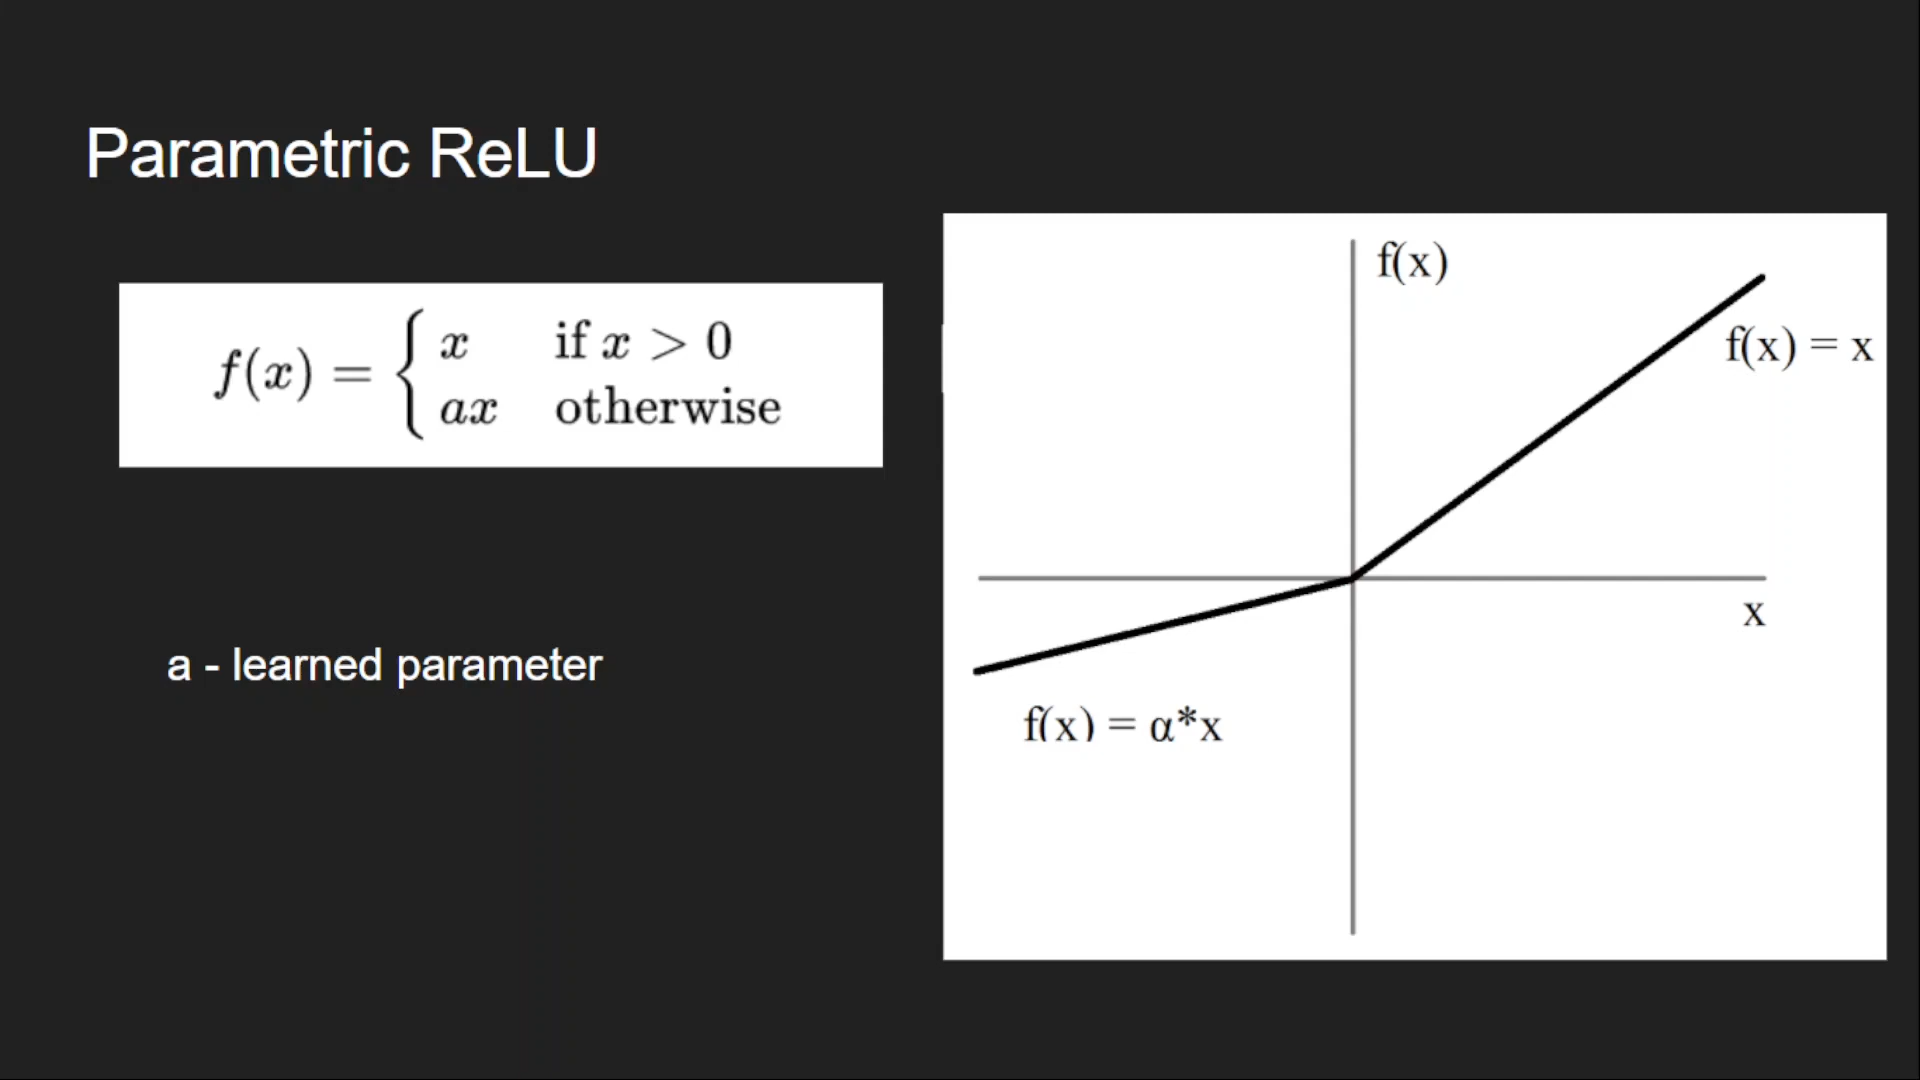 Parametric ReLU
f(x) = { x if x > 0
ax otherwise
a - learned parameter
f(x)
f(x) = x
x
f(x) = α*x